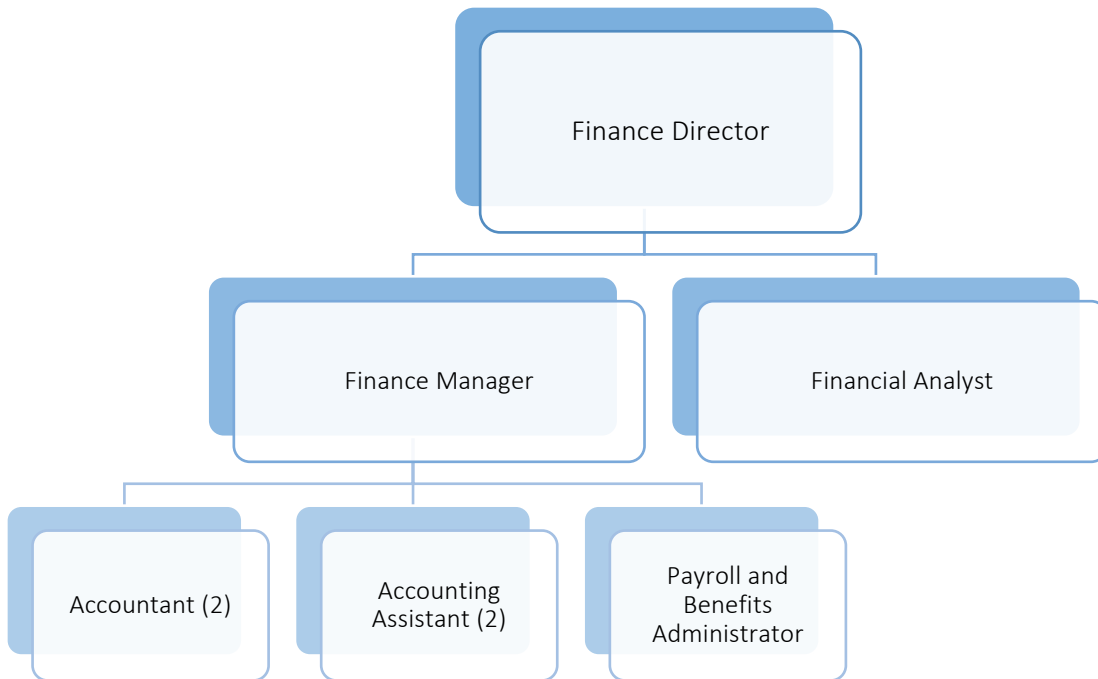 Finance Director
Finance Manager
Financial Analyst
Accountant (2)
Accounting
Assistant (2)
Payroll and
Benefits
Administrator